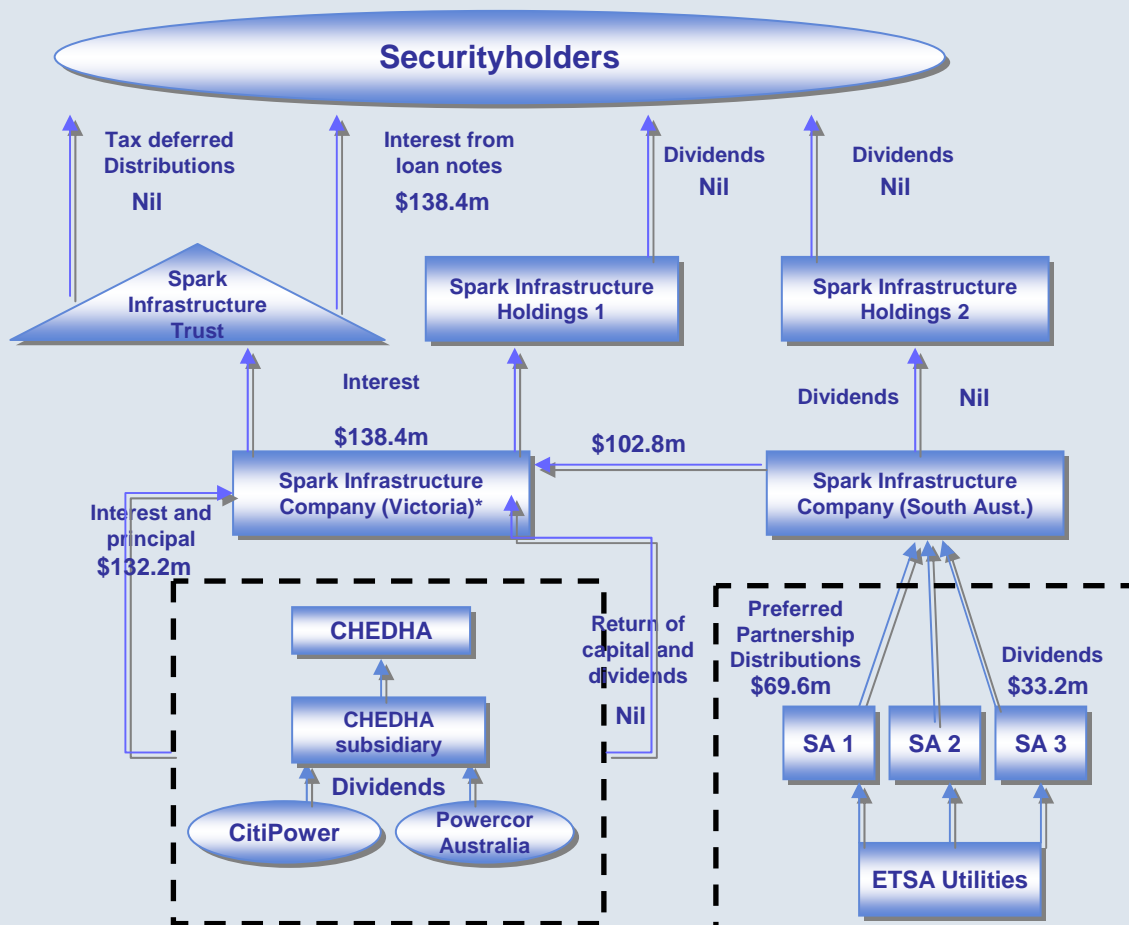 Securityholders
Tax deferred
Distributions
Nil
Interest from
loan notes
$138.4m
Dividends
Nil
Dividends
Nil
Spark
Infrastructure
Trust
Spark Infrastructure
Holdings 1
Spark Infrastructure
Holdings 2
Interest
$138.4m
Dividends
Nil
$102.8m
Spark Infrastructure
Company (Victoria)*
Spark Infrastructure
Company (South Aust.)
Interest and
principal
$132.2m
CHEDHA
CHEDHA
subsidiary
Dividends
CitiPower
Powercor
Australia
Return of
capital and
dividends
Nil
Preferred
Partnership
Distributions
$69.6m
Dividends
$33.2m
SA 1
SA 2
SA 3
ETSA Utilities